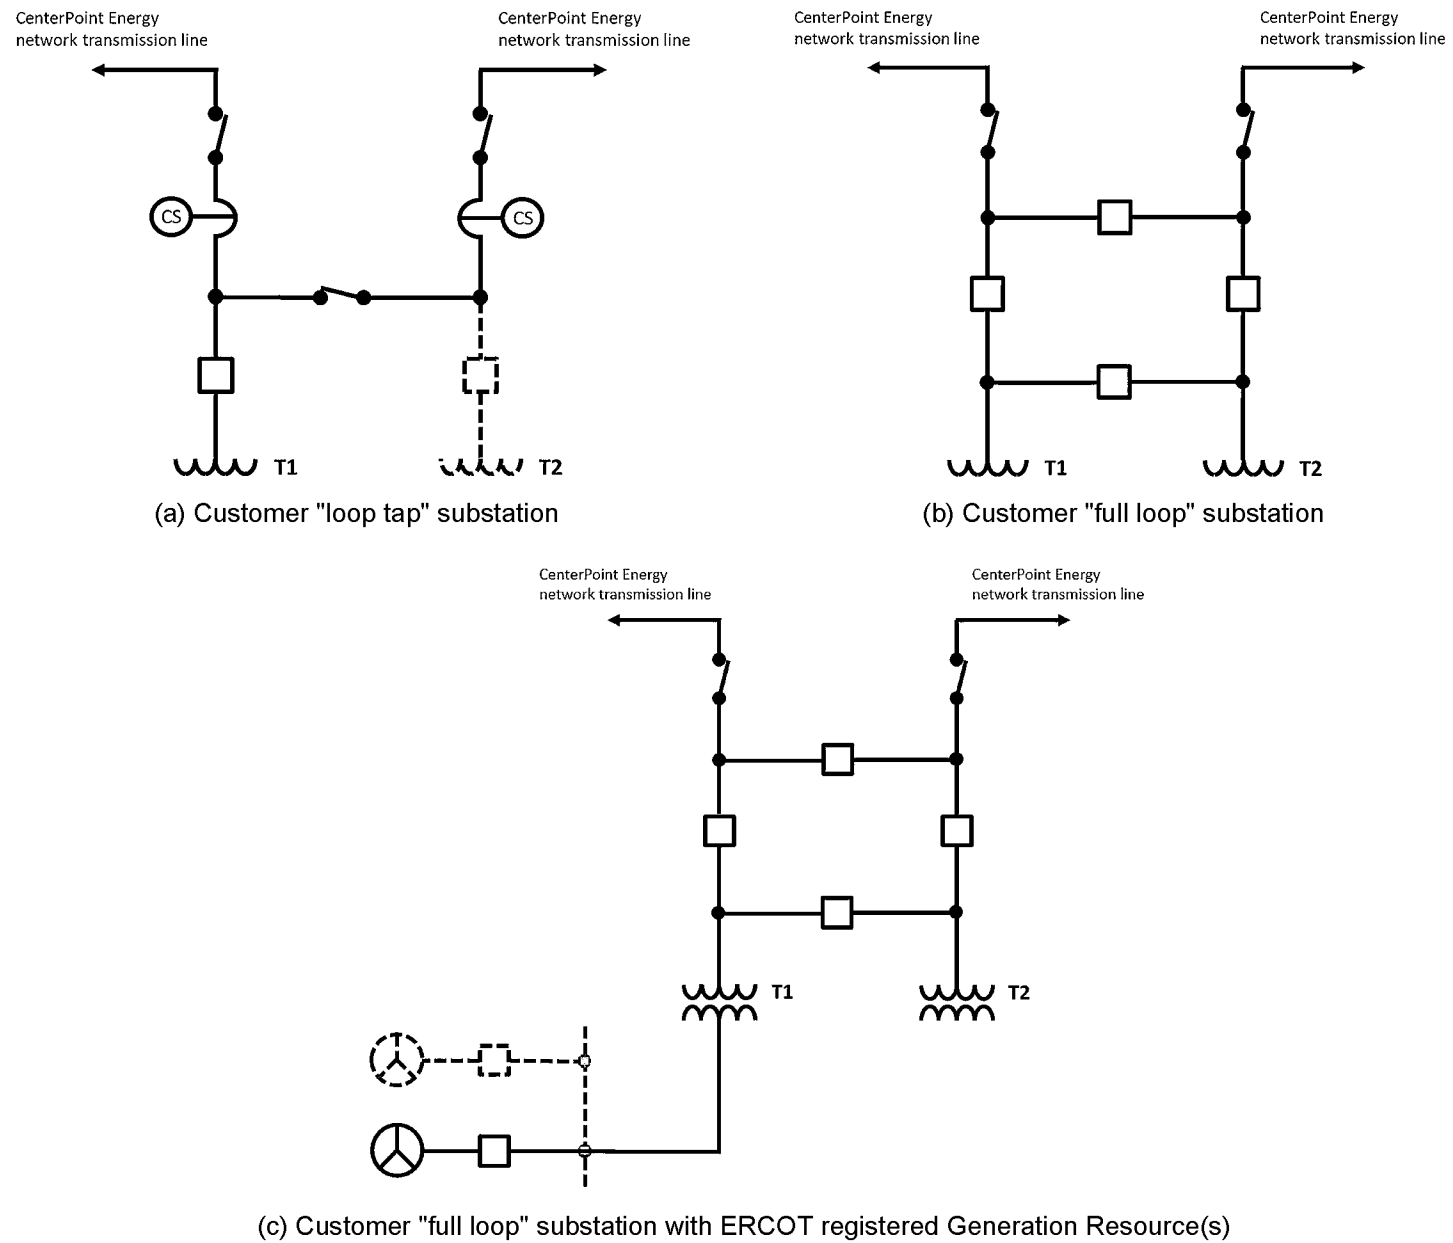 CenterPoint Energy
network transmission line
CenterPoint Energy
network transmission line
CS
CS
T1
T2
(a) Customer "loop tap" substation
CenterPoint Energy
network transmission line
CenterPoint Energy
network transmission line
T1
T2
(b) Customer "full loop" substation
CenterPoint Energy
network transmission line
CenterPoint Energy
network transmission line
T1
T2
(c) Customer "full loop" substation with ERCOT registered Generation Resource(s)